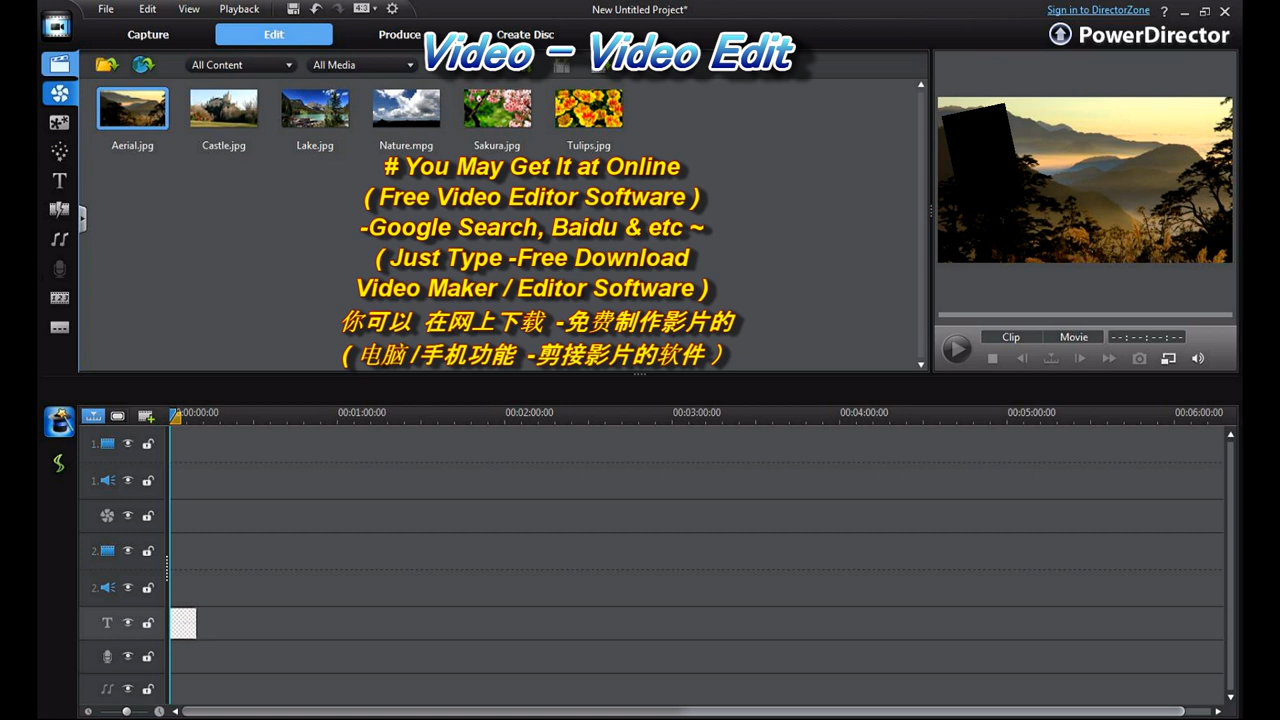 File Edit View Playback
New Untitled Project*
Sign in to DirectorZone ?
Capture Edit Produce Create Disc
PowerDirector
Video - Video Edit
All Content All Media
Aerial.jpg Castle.jpg Lake.jpg Nature.mpg Sakura.jpg Tulips.jpg
# You May Get It at Online
( Free Video Editor Software )
-Google Search, Baidu & etc ~
( Just Type -Free Download
Video Maker / Editor Software )
你可以 在网上下载 -免费制作影片的
( 电脑 /手机功能 -剪接影片的软件 )
Clip Movie --:--:--:--
00:00:00 00:01:00:00 00:02:00:00 00:03:00:00 00:04:00:00 00:05:00:00 00:06:00:00
1.
1.
2.
2.
T